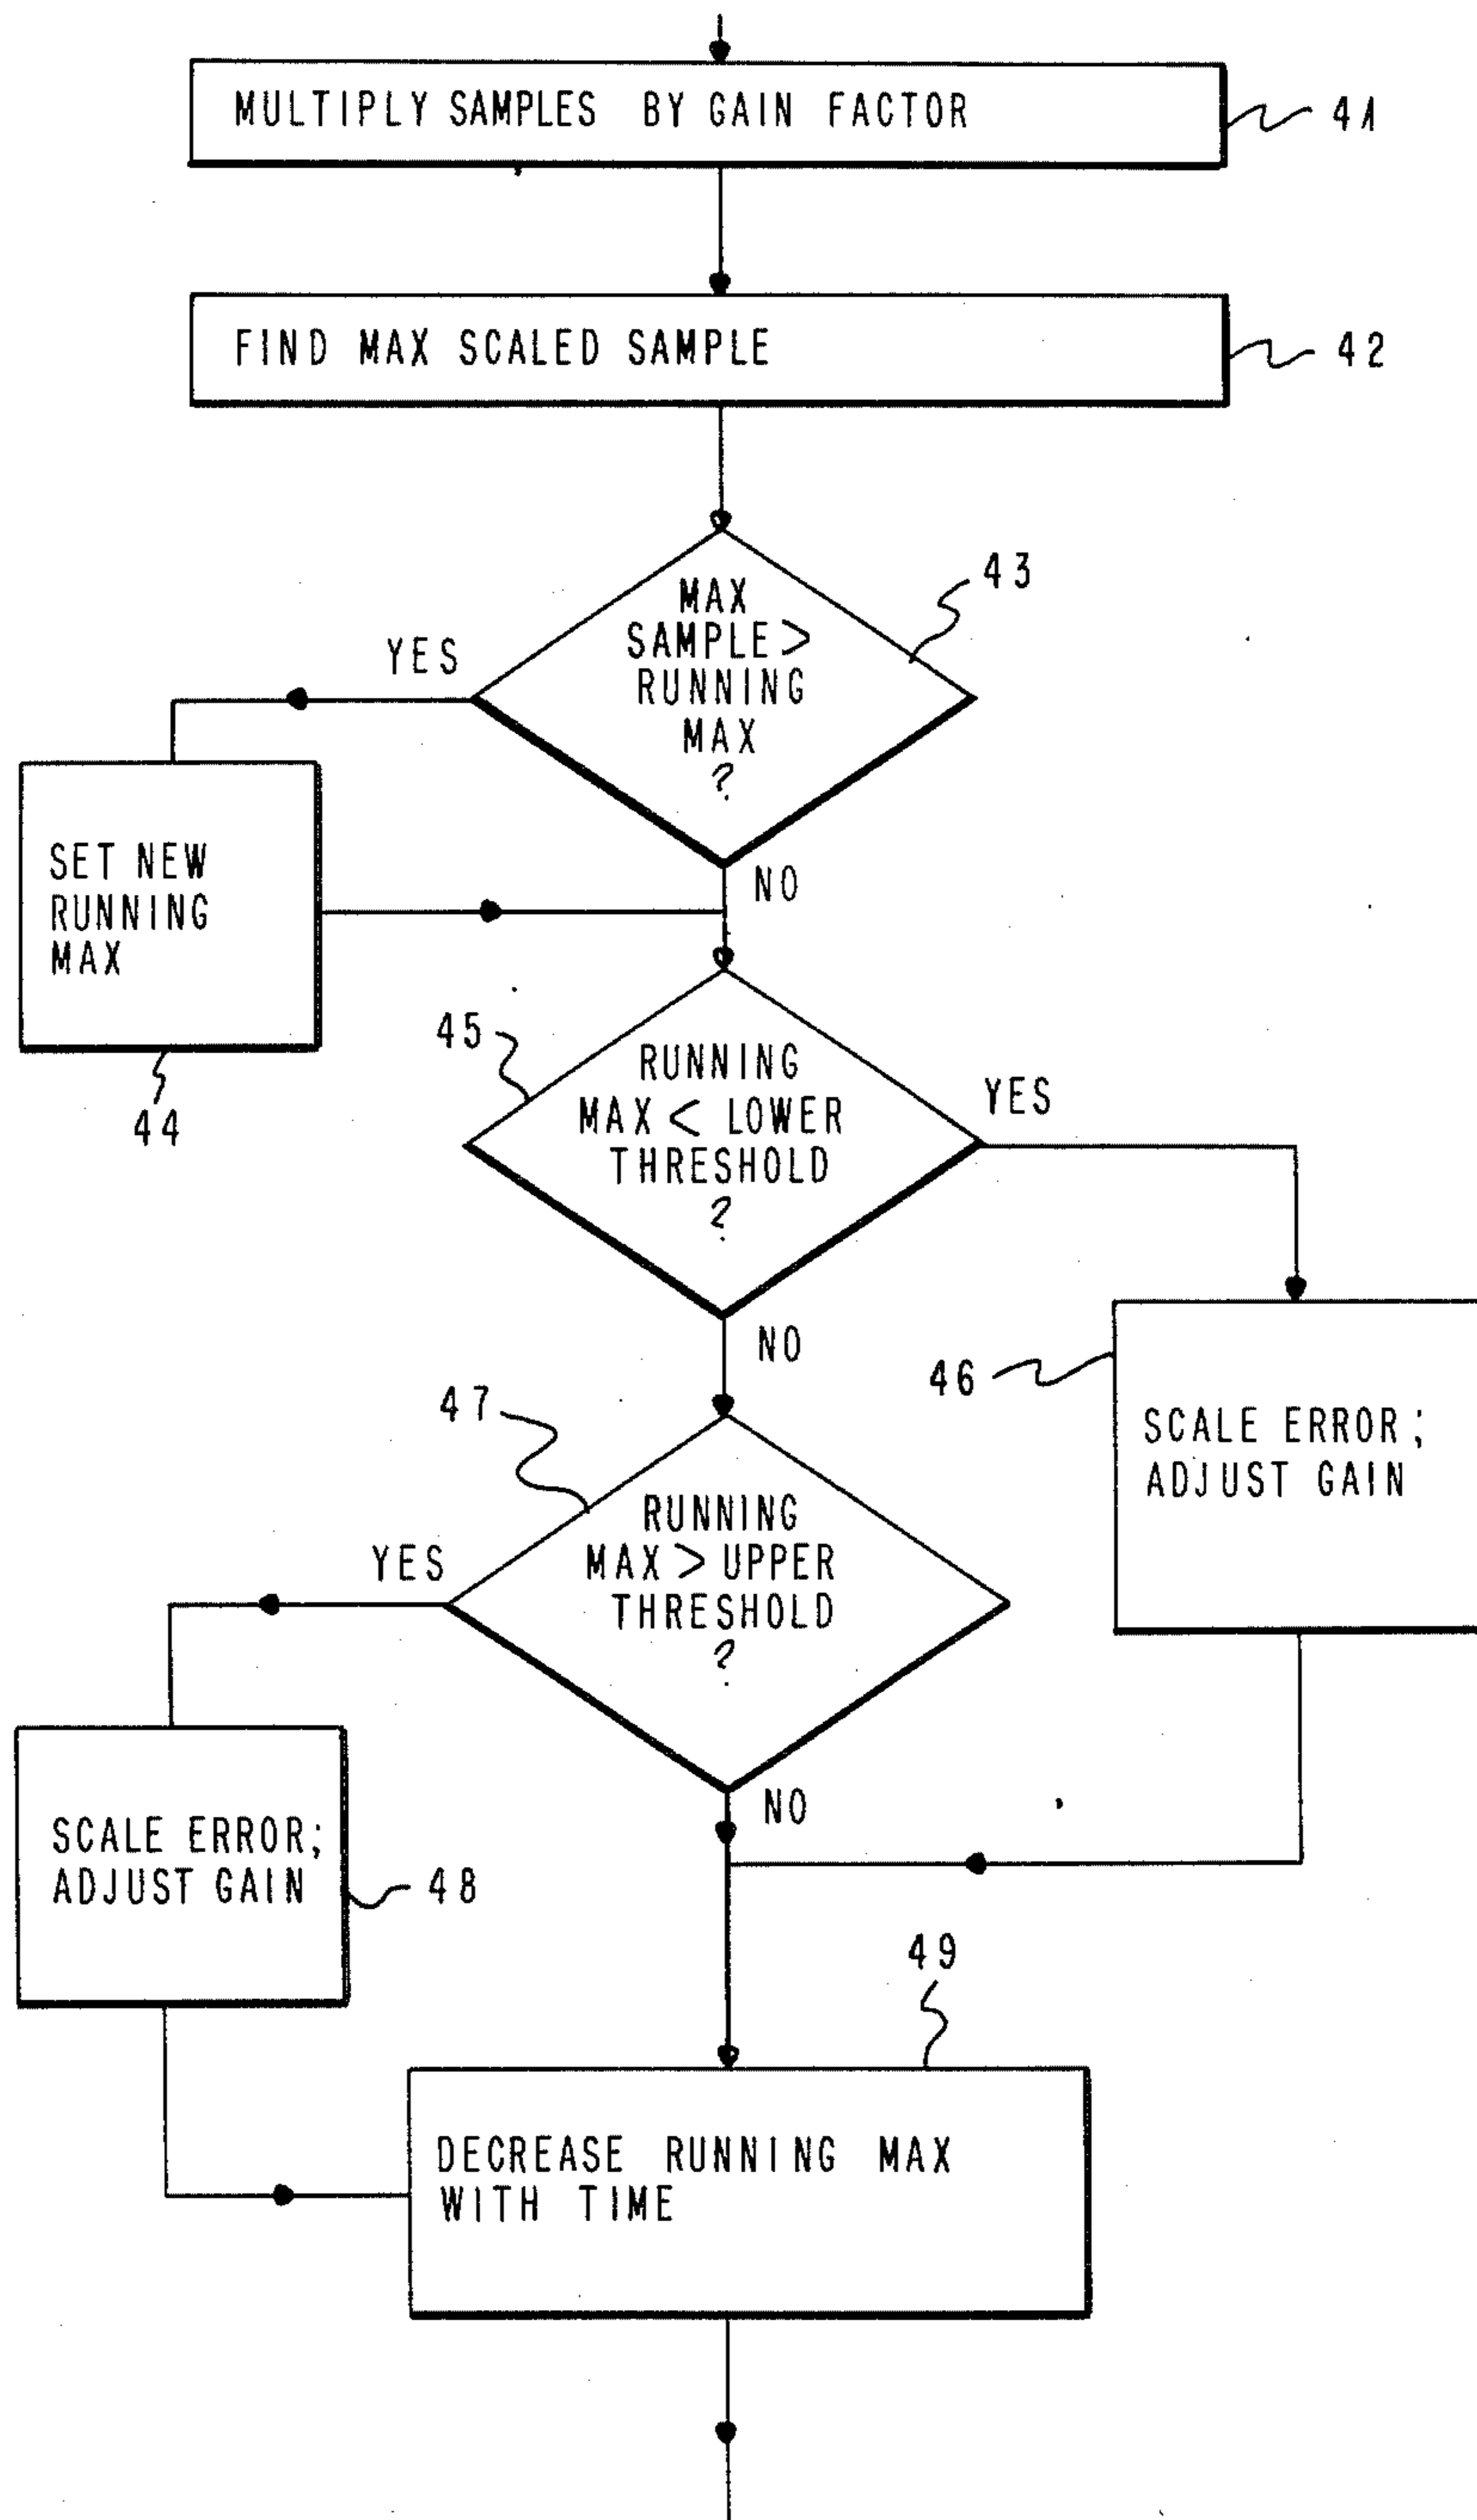 MULTIPLY SAMPLES BY GAIN FACTOR
41
FIND MAX SCALED SAMPLE
42
43
MAX
SAMPLE >
RUNNING
MAX
?
YES
NO
SET NEW
RUNNING
MAX
44
45
RUNNING
MAX < LOWER
THRESHOLD
?
YES
NO
46
SCALE ERROR;
ADJUST GAIN
47
RUNNING
MAX > UPPER
THRESHOLD
?
YES
NO
SCALE ERROR;
ADJUST GAIN
48
49
DECREASE RUNNING MAX
WITH TIME